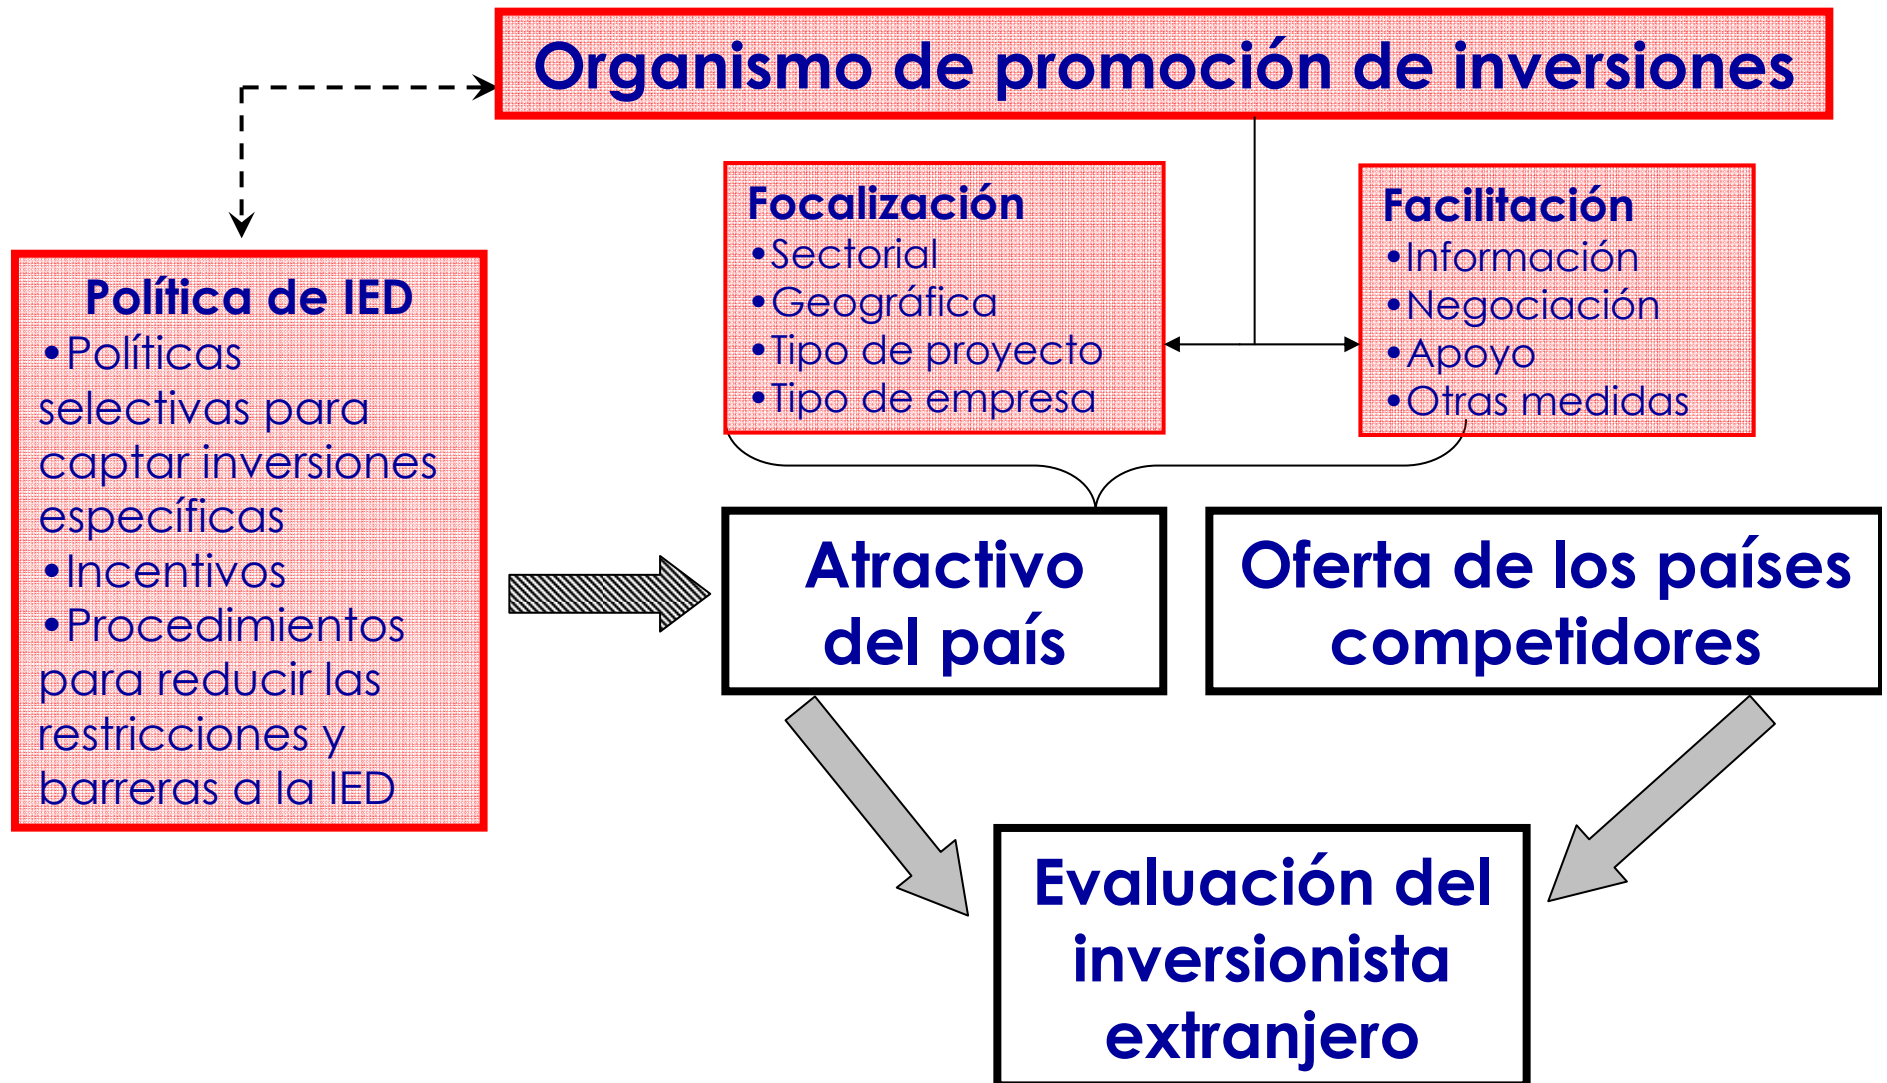 Organismo de promoción de inversiones
Focalización
•Sectorial
•Geográfica
•Tipo de proyecto
•Tipo de empresa
Facilitación
•Información
•Negociación
•Apoyo
•Otras medidas
Política de IED
•Políticas
selectivas para
captar inversiones
específicas
•Incentivos
•Procedimientos
para reducir las
restricciones y
barreras a la IED
Atractivo
del país
Oferta de los países
competidores
Evaluación del
inversionista
extranjero